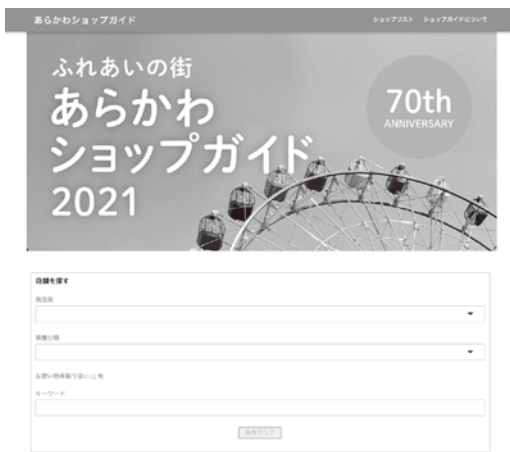 あらかわショップガイド
ショップリスト ショップガイドについて
ふれあいの街
あらかわ
ショップガイド
2021
70th
ANNIVERSARY
店舗を探す
商店街
業種分類
お買い物券取り扱い 有
キーワード
条件クリア